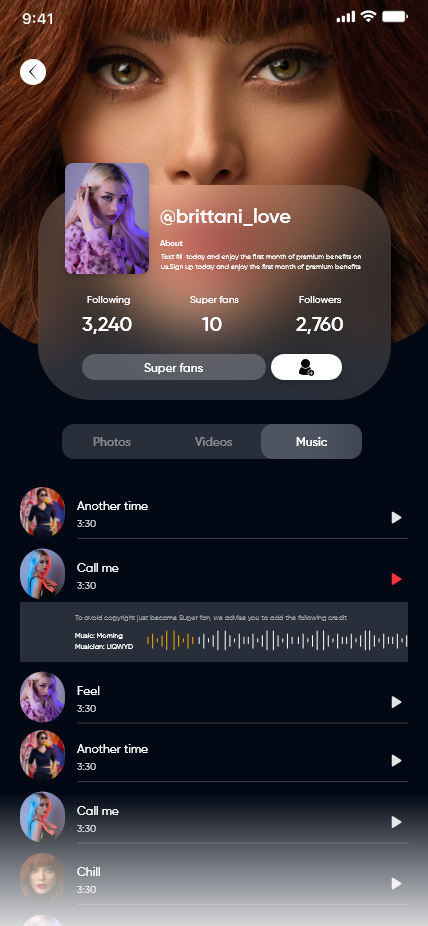 9:41
@brittani_love
About
Text fill today and enjoy the first month of premium benefits on
us.Sign up today and enjoy the first month of premium benefits
Following Super fans Followers
3,240 10 2,760
Super fans
Photos Videos Music
Another time
3:30
Call me
3:30
To avoid copyright just become Super fan, we advise you to add the following credit
Music: Morning
Musician: LIQWYD
Feel
3:30
Another time
3:30
Call me
3:30
Chill
3:30